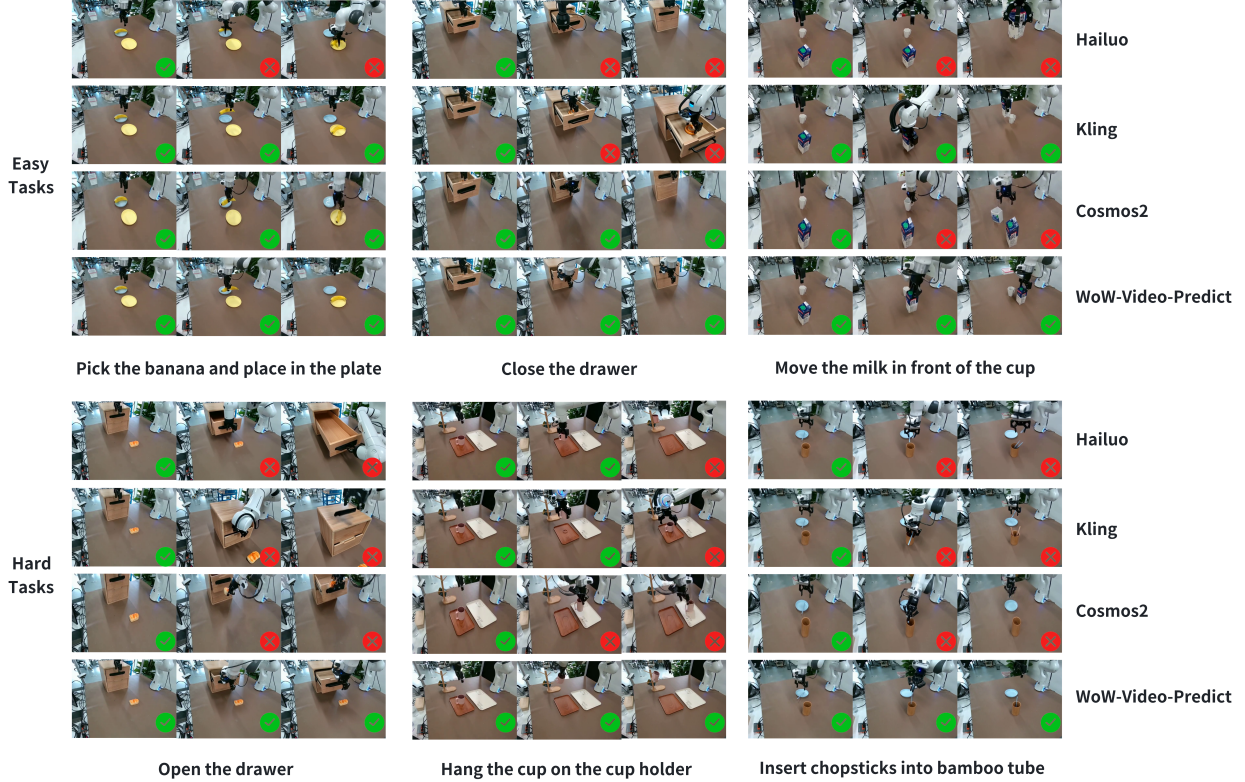 Hailuo
Kling
Easy
Tasks
Cosmos2
WoW-Video-Predict
Pick the banana and place in the plate
Close the drawer
Move the milk in front of the cup
Hailuo
Kling
Hard
Tasks
Cosmos2
WoW-Video-Predict
Open the drawer
Hang the cup on the cup holder
Insert chopsticks into bamboo tube